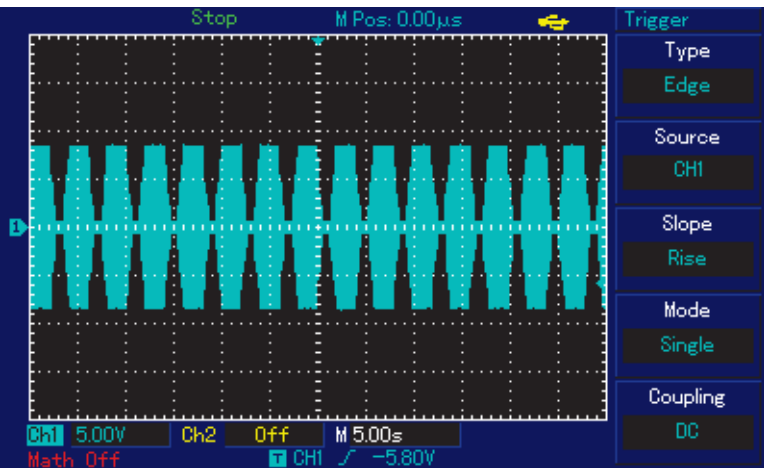 Stop M Pos: 0.00μs Trigger
Type
Edge
Source
CH1
Slope
Rise
Mode
Single
Coupling
DC
1
Ch1 5.00V Ch2 Off M 5.00s
Math Off T CH1 -5.80V